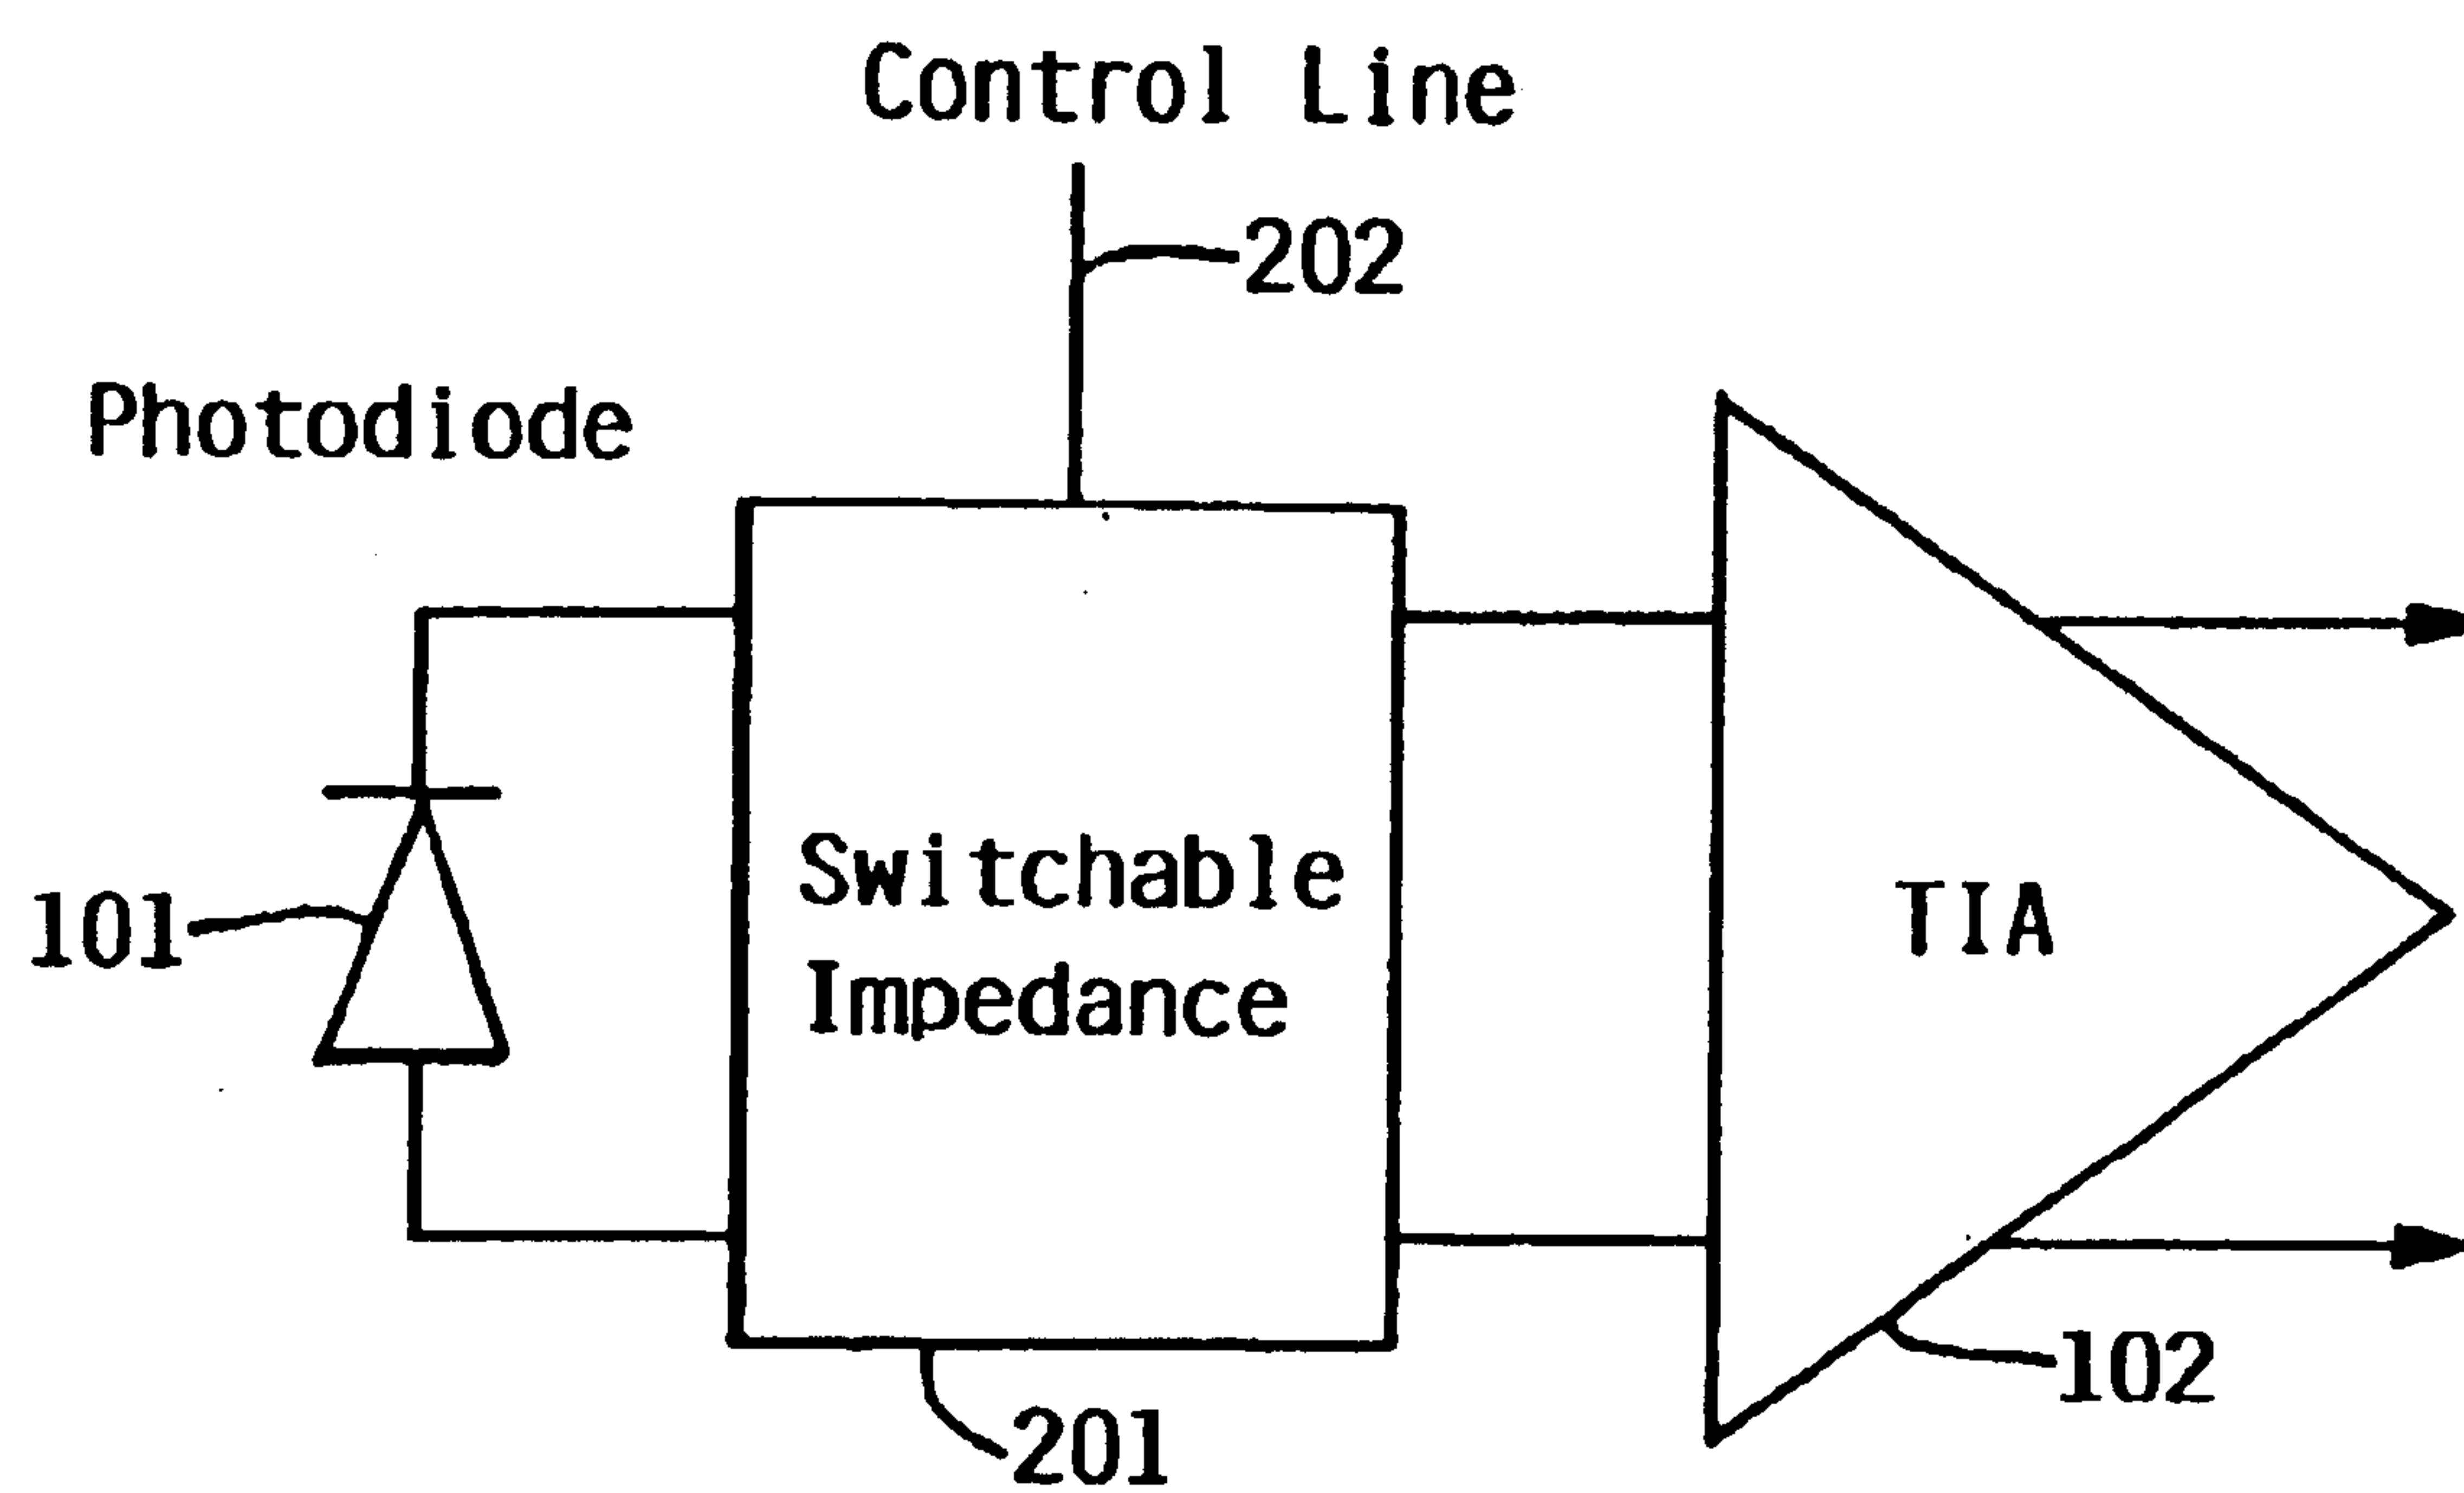 Control Line
202
Photodiode
Switchable
Impedance
TIA
101
102
201